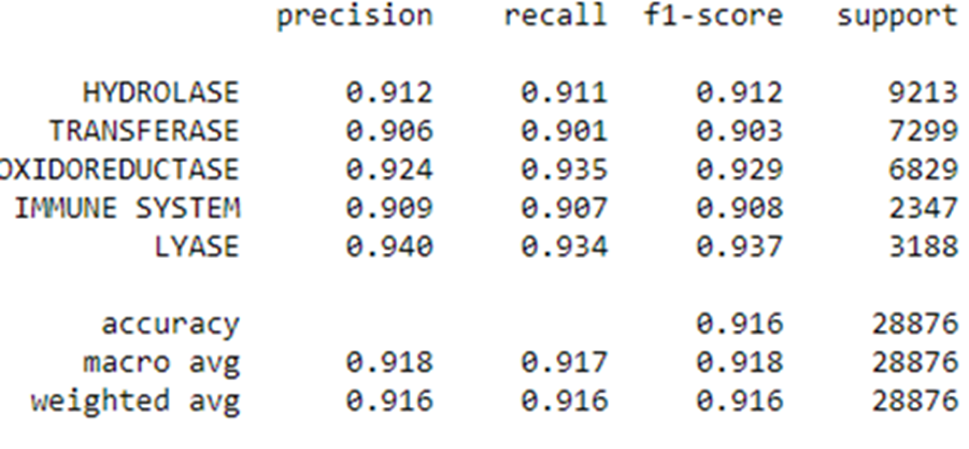 precision recall f1-score support
HYDROLASE 0.912 0.911 0.912 9213
TRANSFERASE 0.906 0.901 0.903 7299
OXIDOREDUCTASE 0.924 0.935 0.929 6829
IMMUNE SYSTEM 0.909 0.907 0.908 2347
LYASE 0.940 0.934 0.937 3188
accuracy 0.916 28876
macro avg 0.918 0.917 0.918 28876
weighted avg 0.916 0.916 0.916 28876